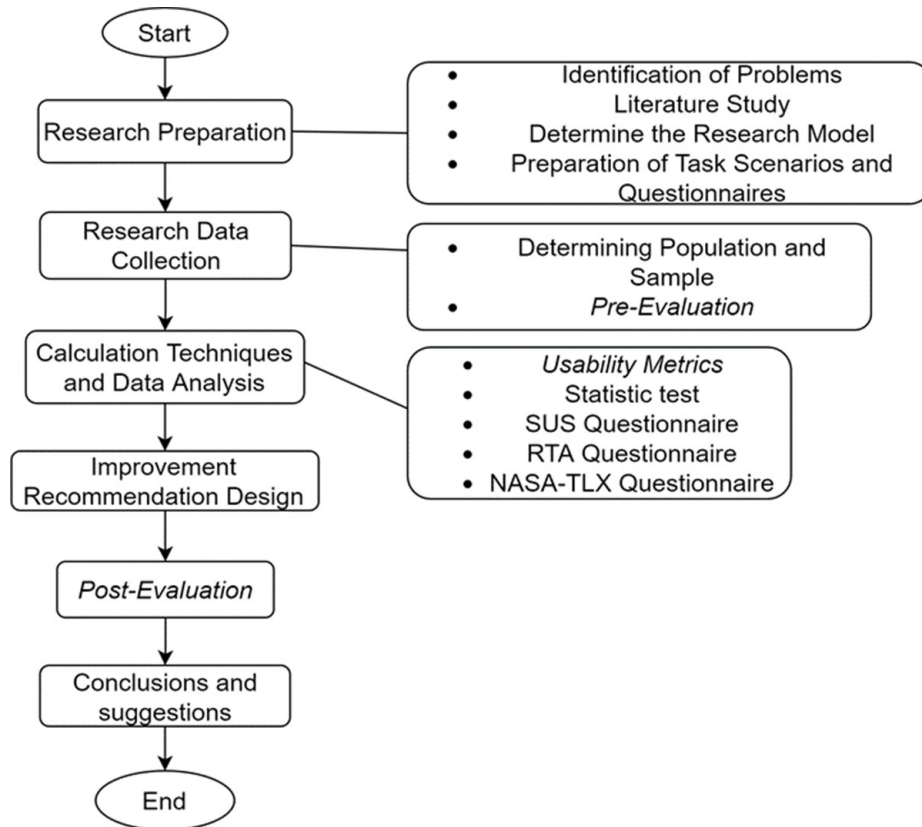 Start
Research Preparation
• Identification of Problems
• Literature Study
• Determine the Research Model
• Preparation of Task Scenarios and
Questionnaires
Research Data
Collection
• Determining Population and
Sample
• Pre-Evaluation
Calculation Techniques
and Data Analysis
• Usability Metrics
• Statistic test
• SUS Questionnaire
• RTA Questionnaire
• NASA-TLX Questionnaire
Improvement
Recommendation Design
Post-Evaluation
Conclusions and
suggestions
End